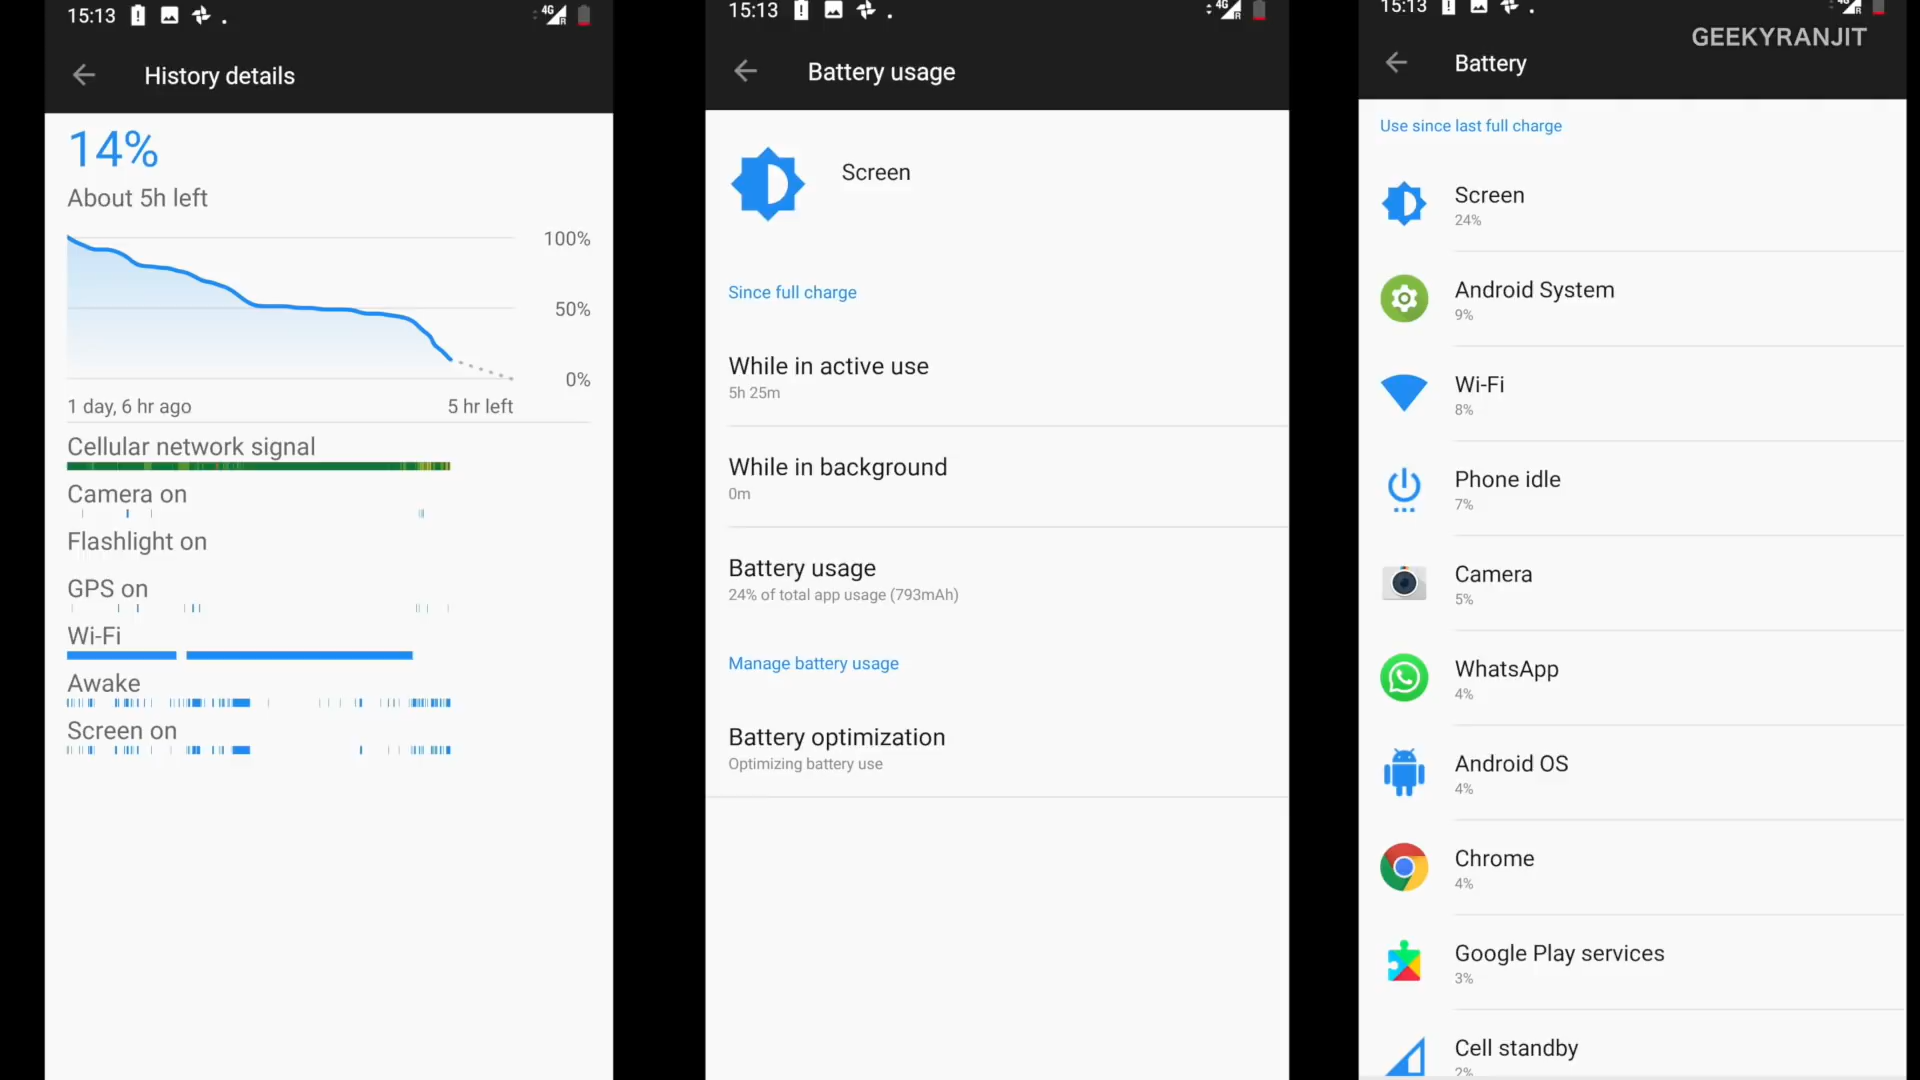 15:13
4G
R
History details
14%
About 5h left
100%
50%
0%
1 day, 6 hr ago
5 hr left
Cellular network signal
Camera on
Flashlight on
GPS on
Wi-Fi
Awake
Screen on
15:13
4G
R
Battery usage
Screen
Since full charge
While in active use
5h 25m
While in background
0m
Battery usage
24% of total app usage (793mAh)
Manage battery usage
Battery optimization
Optimizing battery use
15:13
4G
R
GEEKYRANJIT
Battery
Use since last full charge
Screen
24%
Android System
9%
Wi-Fi
8%
Phone idle
7%
Camera
5%
WhatsApp
4%
Android OS
4%
Chrome
4%
Google Play services
3%
Cell standby
2%